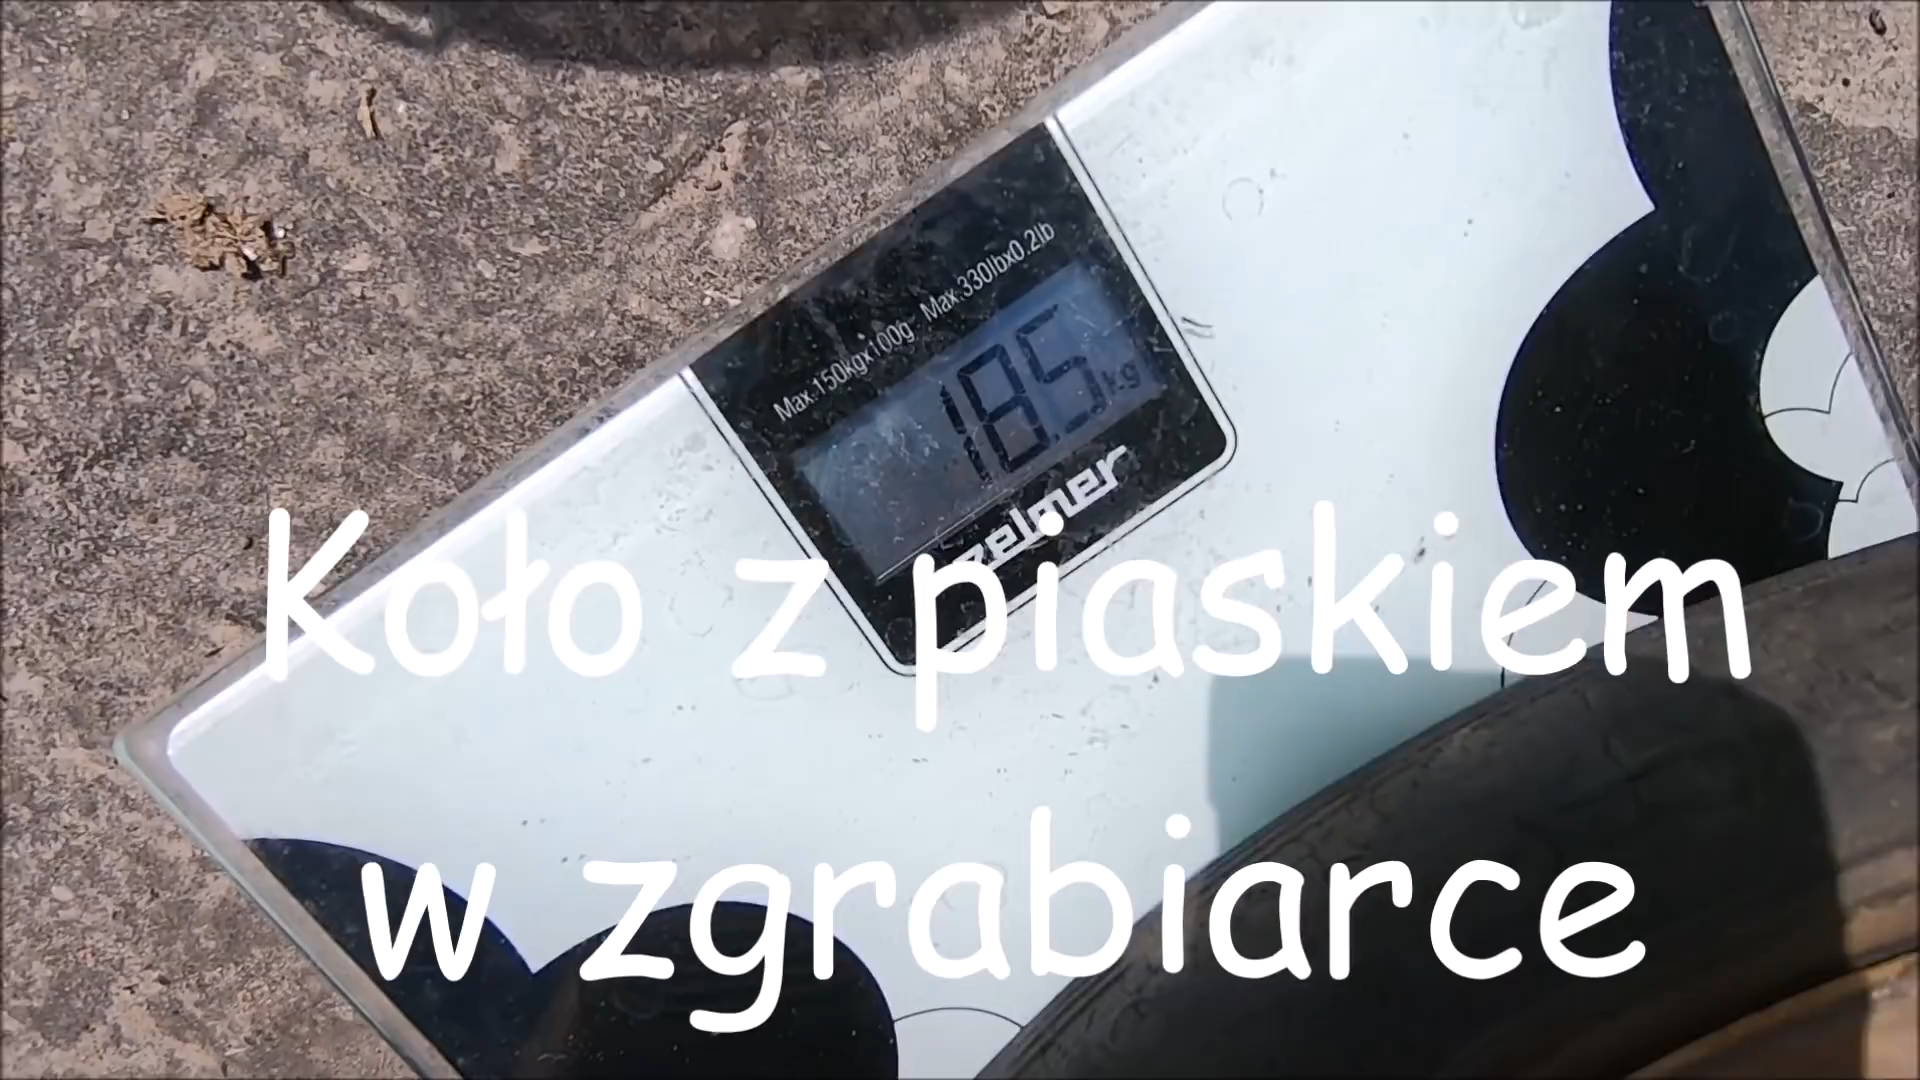 Max.150kgx100g Max.330lbx0.2lb
18.5 kg
zelmer
Koło z piaskiem
w zgrabiarce